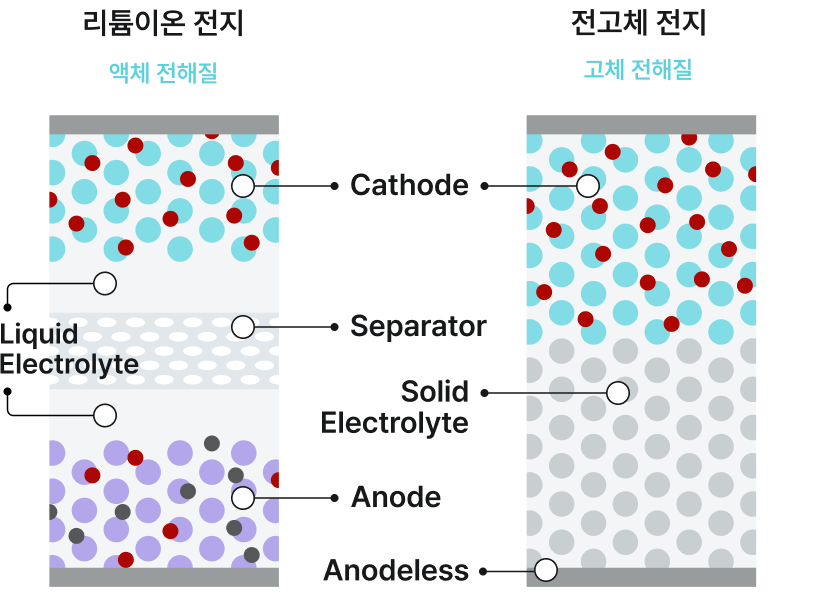 리튬이온 전지
전고체 전지
액체 전해질
고체 전해질
Cathode
Liquid
Electrolyte
Separator
Solid
Electrolyte
Anode
Anodeless